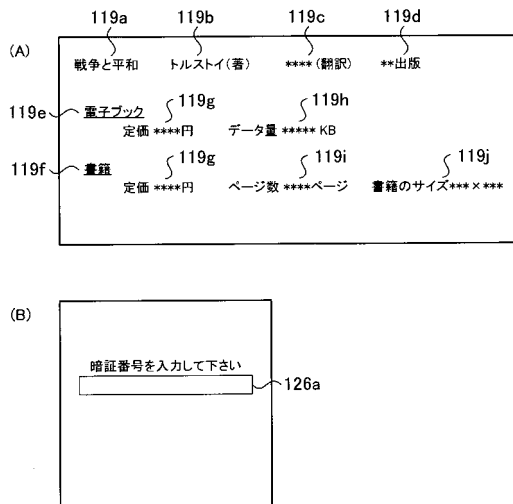 119a 119b 119c 119d
(A)
戦争と平和 トルストイ(著) ****(翻訳) **出版
119g 119h
119e 電子ブック
定価 ****円 データ量 ***** KB
119g 119i 119j
119f 書籍
定価 ****円 ページ数 ****ページ 書籍のサイズ***×***
(B)
暗証番号を入力して下さい
126a